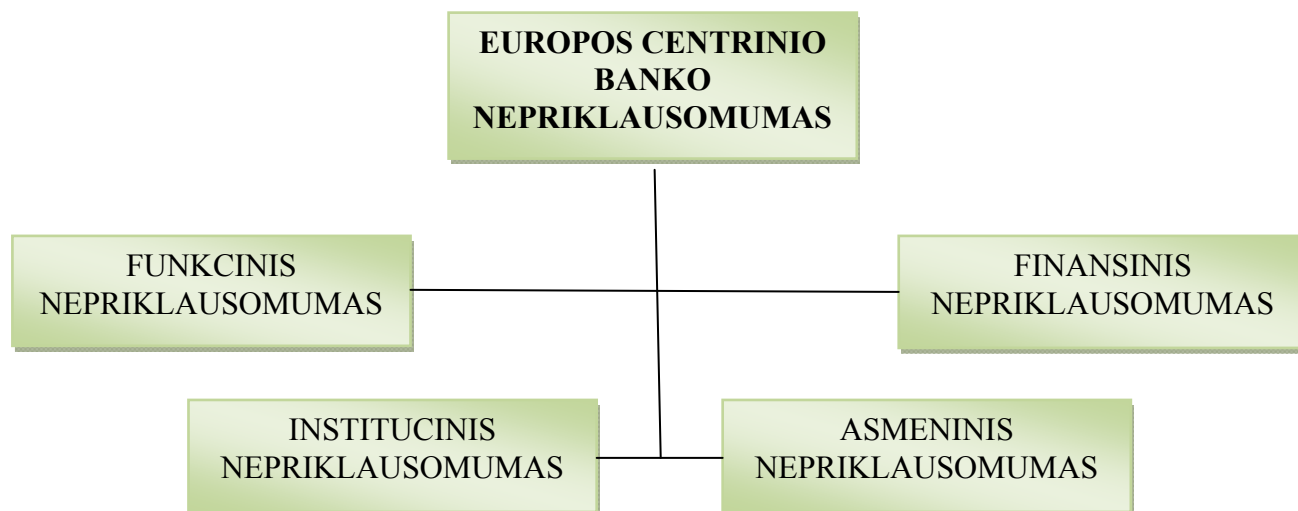 EUROPOS CENTRINIO
BANKO
NEPRIKLAUSOMUMAS
FUNKCINIS
NEPRIKLAUSOMUMAS
FINANSINIS
NEPRIKLAUSOMUMAS
INSTITUCINIS
NEPRIKLAUSOMUMAS
ASMENINIS
NEPRIKLAUSOMUMAS